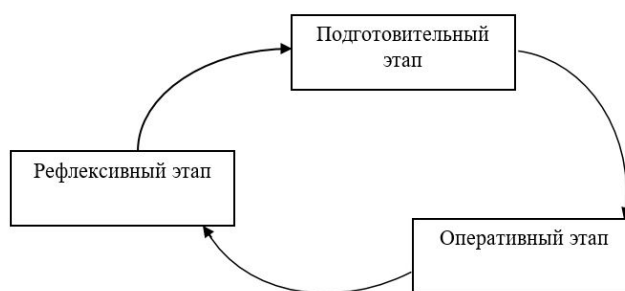 Подготовительный
этап
Рефлексивный этап
Оперативный этап